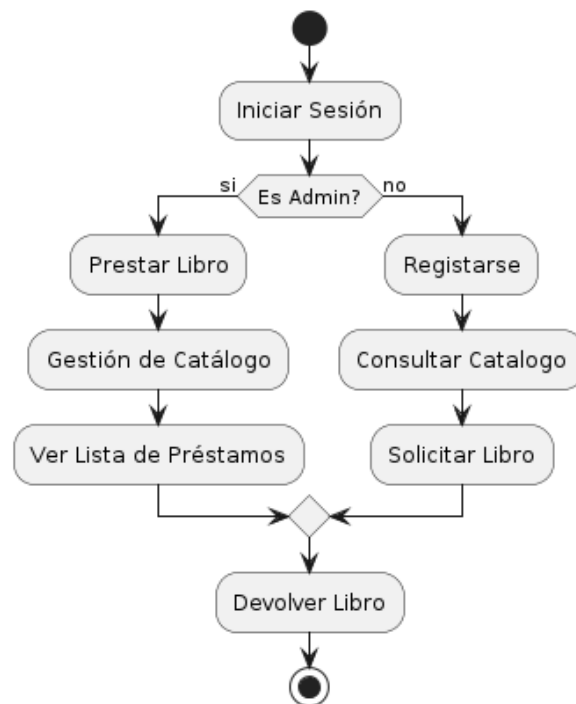 Iniciar Sesión
si
Es Admin?
no
Prestar Libro
Registarse
Gestión de Catálogo
Consultar Catalogo
Ver Lista de Préstamos
Solicitar Libro
Devolver Libro